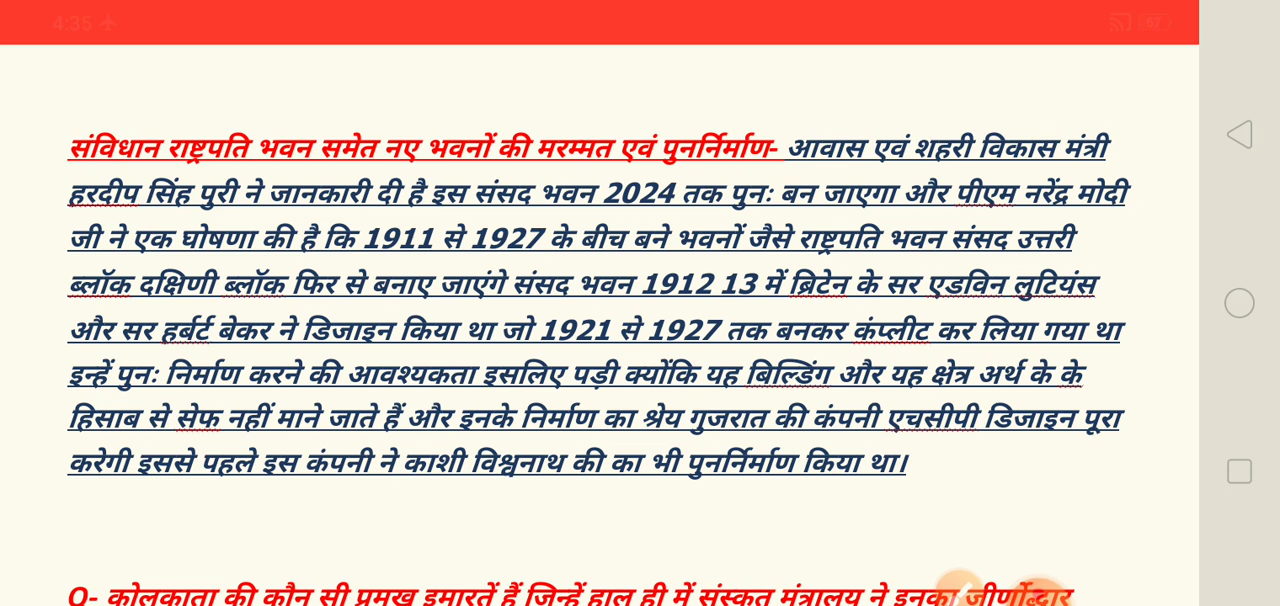 4:35
57
संविधान राष्ट्रपति भवन समेत नए भवनों की मरम्मत एवं पुनर्निर्माण- आवास एवं शहरी विकास मंत्री
हरदीप सिंह पुरी ने जानकारी दी है इस संसद भवन 2024 तक पुनः बन जाएगा और पीएम नरेंद्र मोदी
जी ने एक घोषणा की है कि 1911 से 1927 के बीच बने भवनों जैसे राष्ट्रपति भवन संसद उत्तरी
ब्लॉक दक्षिणी ब्लॉक फिर से बनाए जाएंगे संसद भवन 1912 13 में ब्रिटेन के सर एडविन लुटियंस
और सर हर्बर्ट बेकर ने डिजाइन किया था जो 1921 से 1927 तक बनकर कंप्लीट कर लिया गया था
इन्हें पुनः निर्माण करने की आवश्यकता इसलिए पड़ी क्योंकि यह बिल्डिंग और यह क्षेत्र अर्थ के के
हिसाब से सेफ नहीं माने जाते हैं और इनके निर्माण का श्रेय गुजरात की कंपनी एचसीपी डिजाइन पूरा
करेगी इससे पहले इस कंपनी ने काशी विश्वनाथ की का भी पुनर्निर्माण किया था।
Q- कोलकाता की कौन सी प्रमुख इमारतें हैं जिन्हें हाल ही में संस्कृत मंत्रालय ने इनका जीर्णोद्धार